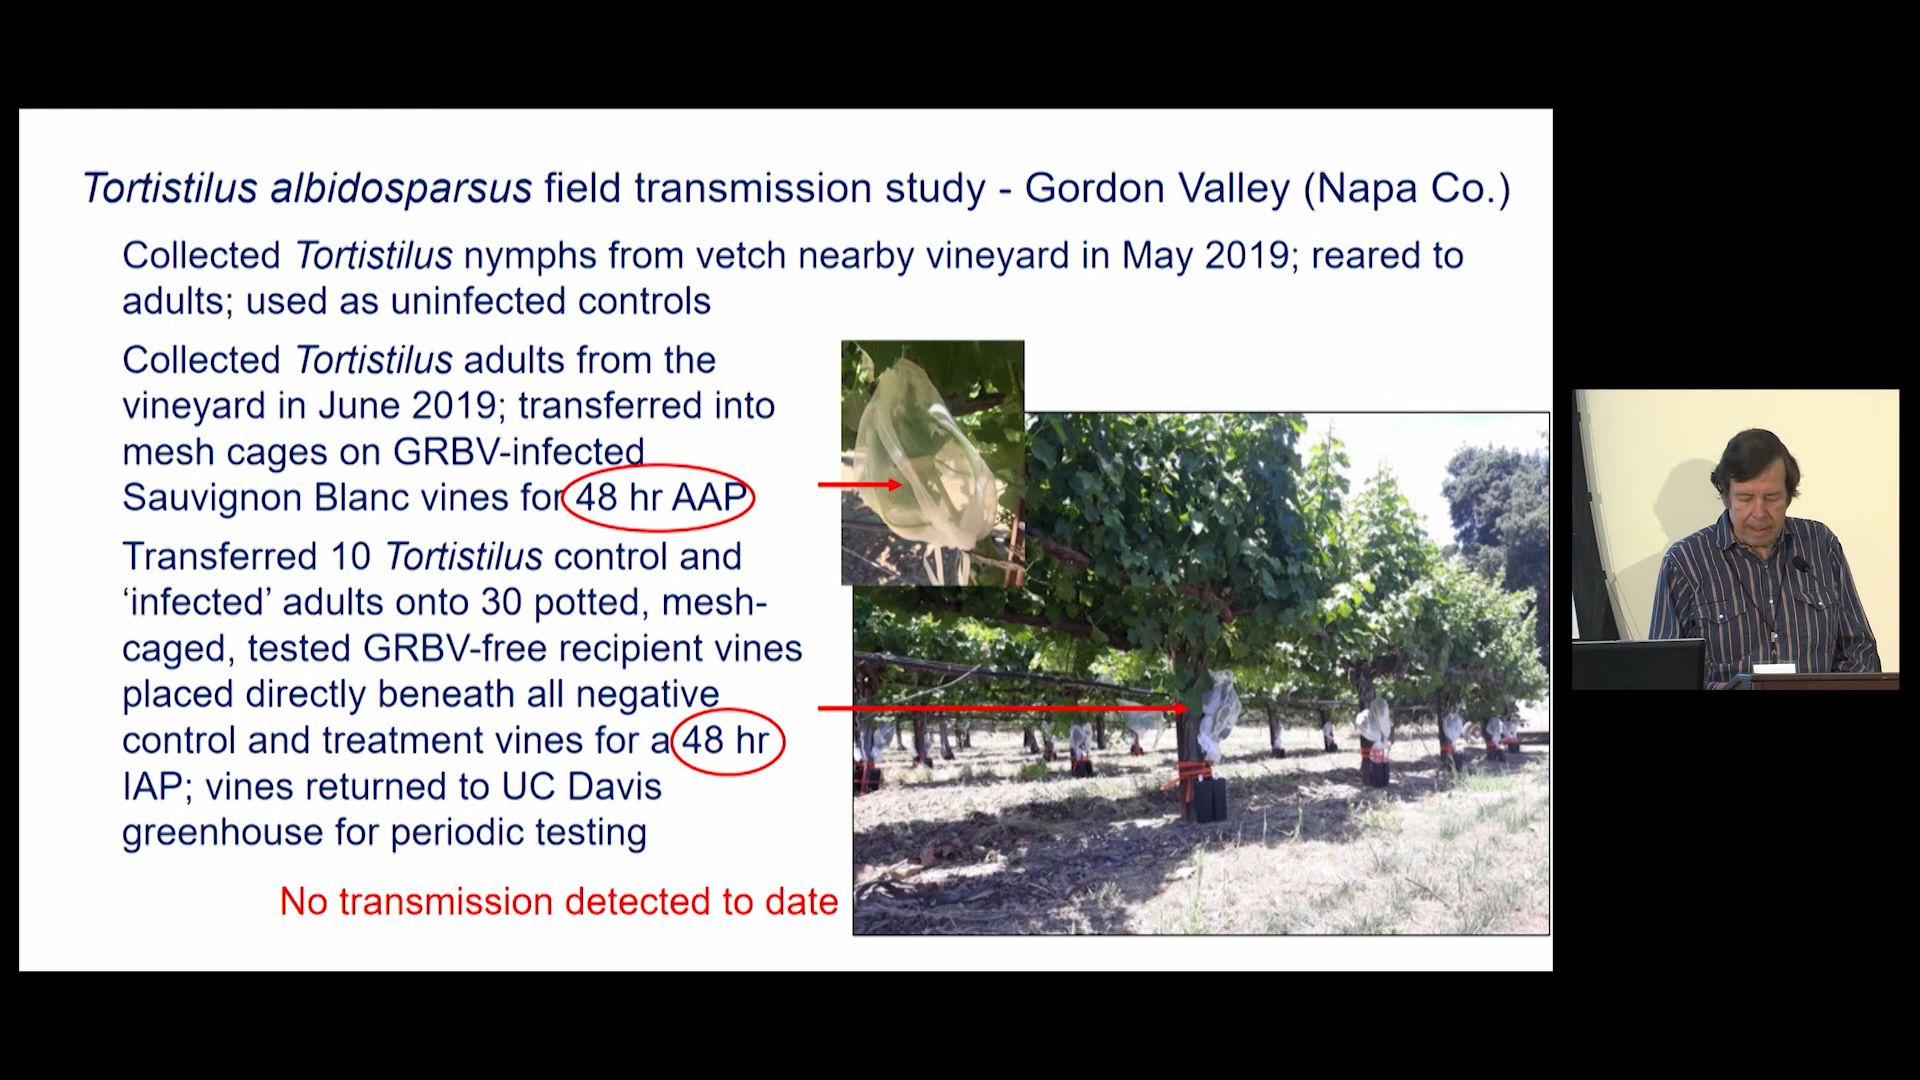 Tortistilus albidosparsus field transmission study - Gordon Valley (Napa Co.)
Collected Tortistilus nymphs from vetch nearby vineyard in May 2019; reared to
adults; used as uninfected controls
Collected Tortistilus adults from the
vineyard in June 2019; transferred into
mesh cages on GRBV-infected
Sauvignon Blanc vines for 48 hr AAP
Transferred 10 Tortistilus control and
‘infected’ adults onto 30 potted, mesh-
caged, tested GRBV-free recipient vines
placed directly beneath all negative
control and treatment vines for a 48 hr
IAP; vines returned to UC Davis
greenhouse for periodic testing
No transmission detected to date